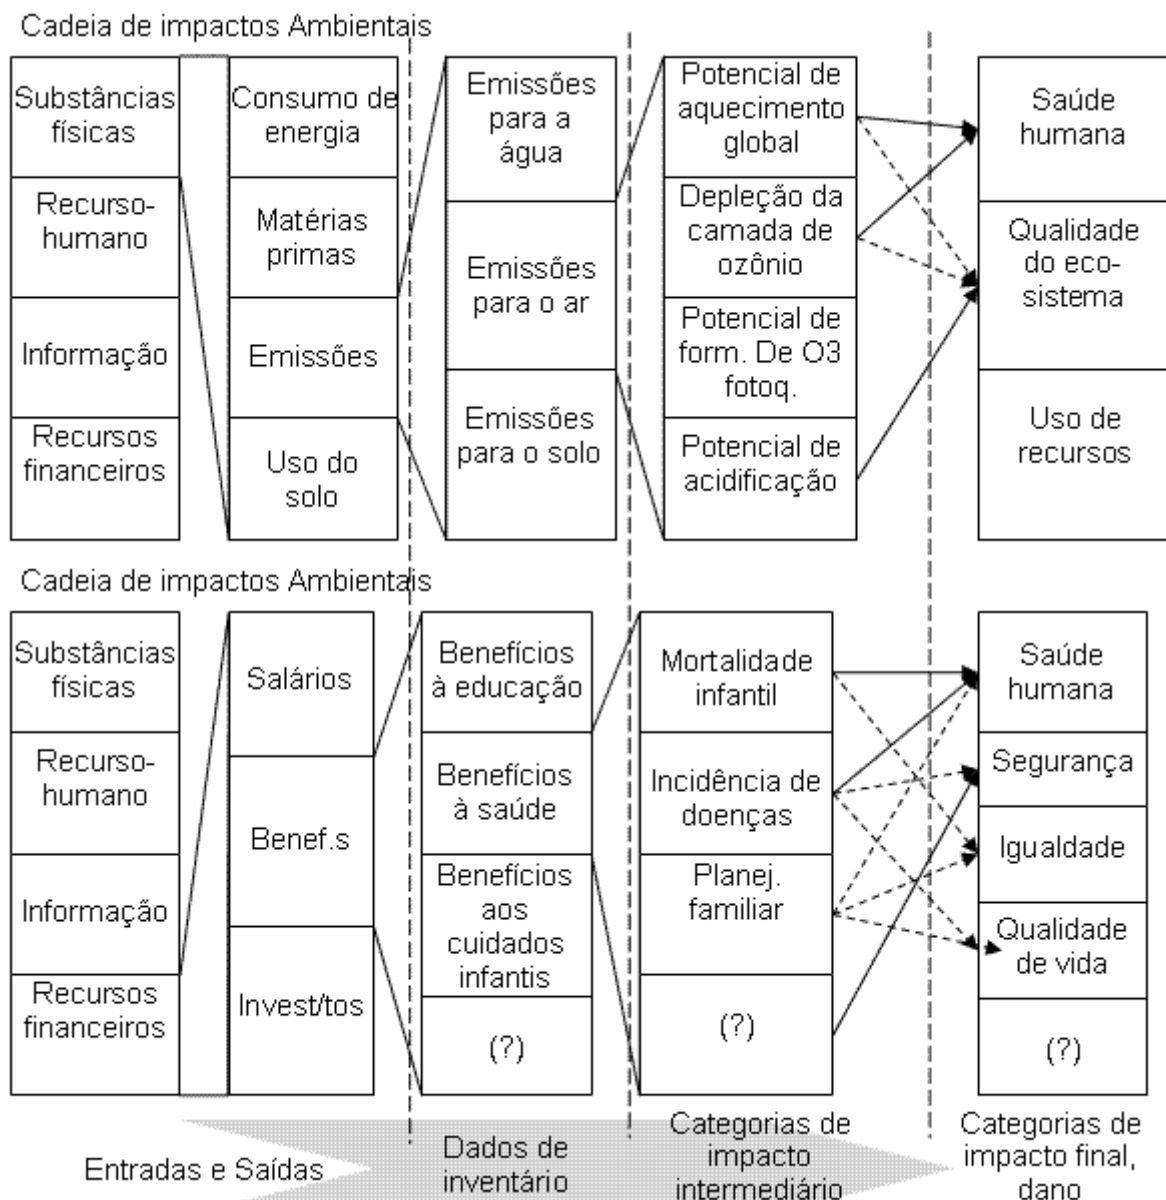 Cadeia de impactos Ambientais
Substâncias
físicas
Recurso-
humano
Informação
Recursos
financeiros
Consumo de
energia
Matérias
primas
Emissões
Uso do
solo
Emissões
para a
água
Emissões
para o ar
Emissões
para o solo
Potencial de
aquecimento
global
Depleção da
camada de
ozônio
Potencial de
form. De O3
fotoq.
Potencial de
acidificação
Saúde
humana
Qualidade
do eco-
sistema
Uso de
recursos
Cadeia de impactos Ambientais
Substâncias
físicas
Recurso-
humano
Informação
Recursos
financeiros
Salários
Benef.s
Invest/tos
Benefícios
à educação
Benefícios
à saúde
Benefícios
aos
cuidados
infantis
(?)
Mortalidade
infantil
Incidência de
doenças
Planej.
familiar
(?)
Saúde
humana
Segurança
Igualdade
Qualidade
de vida
(?)
Entradas e Saídas
Dados de
inventário
Categorias de
impacto
intermediário
Categorias de
impacto final,
dano